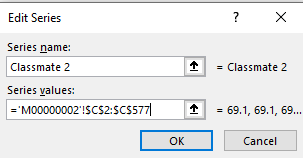 Edit Series
Series name:
Classmate 2 = Classmate 2
Series values:
='M00000002'!$C$2:$C$577 = 69.1, 69.1, 69...
OK Cancel